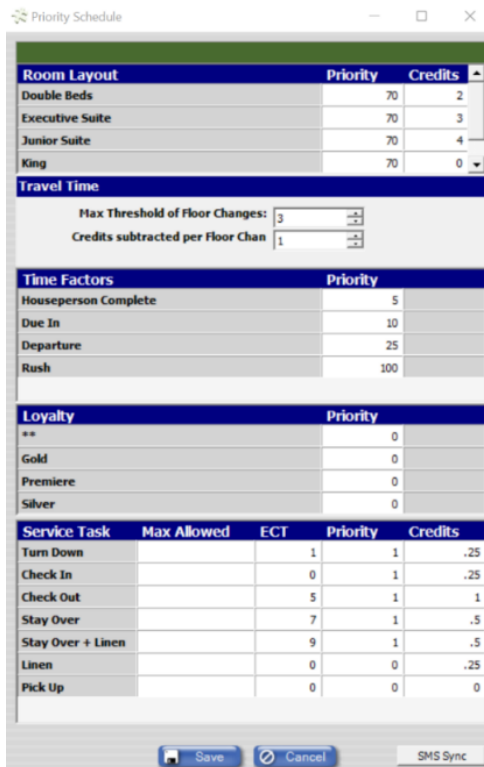 Priority Schedule
Room Layout Priority Credits
Double Beds 70 2
Executive Suite 70 3
Junior Suite 70 4
King 70 0
Travel Time
Max Threshold of Floor Changes: 3
Credits subtracted per Floor Chan 1
Time Factors Priority
Houseperson Complete 5
Due In 10
Departure 25
Rush 100
Loyalty Priority
** 0
Gold 0
Premiere 0
Silver 0
Service Task Max Allowed ECT Priority Credits
Turn Down 1 1 .25
Check In 0 1 .25
Check Out 5 1 1
Stay Over 7 1 .5
Stay Over + Linen 9 1 .5
Linen 0 0 .25
Pick Up 0 0 0
Save Cancel SMS Sync